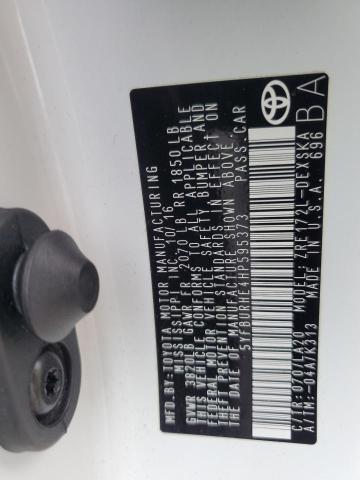 MFD.BY: TOYOTA MOTOR MANUFACTURING
MISSISSIPPI INC. 10/16
GVWR 3820LB GAWR FR 2070 LB RR 1850LB
THIS VEHICLE CONFORMS TO ALL APPLICABLE
FEDERAL MOTOR VEHICLE SAFETY, BUMPER AND
THEFT PREVENTION STANDARDS IN EFFECT ON
THE DATE OF MANUFACTURE SHOWN ABOVE.
5YFBURHE4HP595373 PASS.CAR
C/TR: 070/LA20
MODEL: ZRE172L-DEXSKA
A/TM: -04A/K313
MADE IN U.S.A. 696
BA
TOYOTA